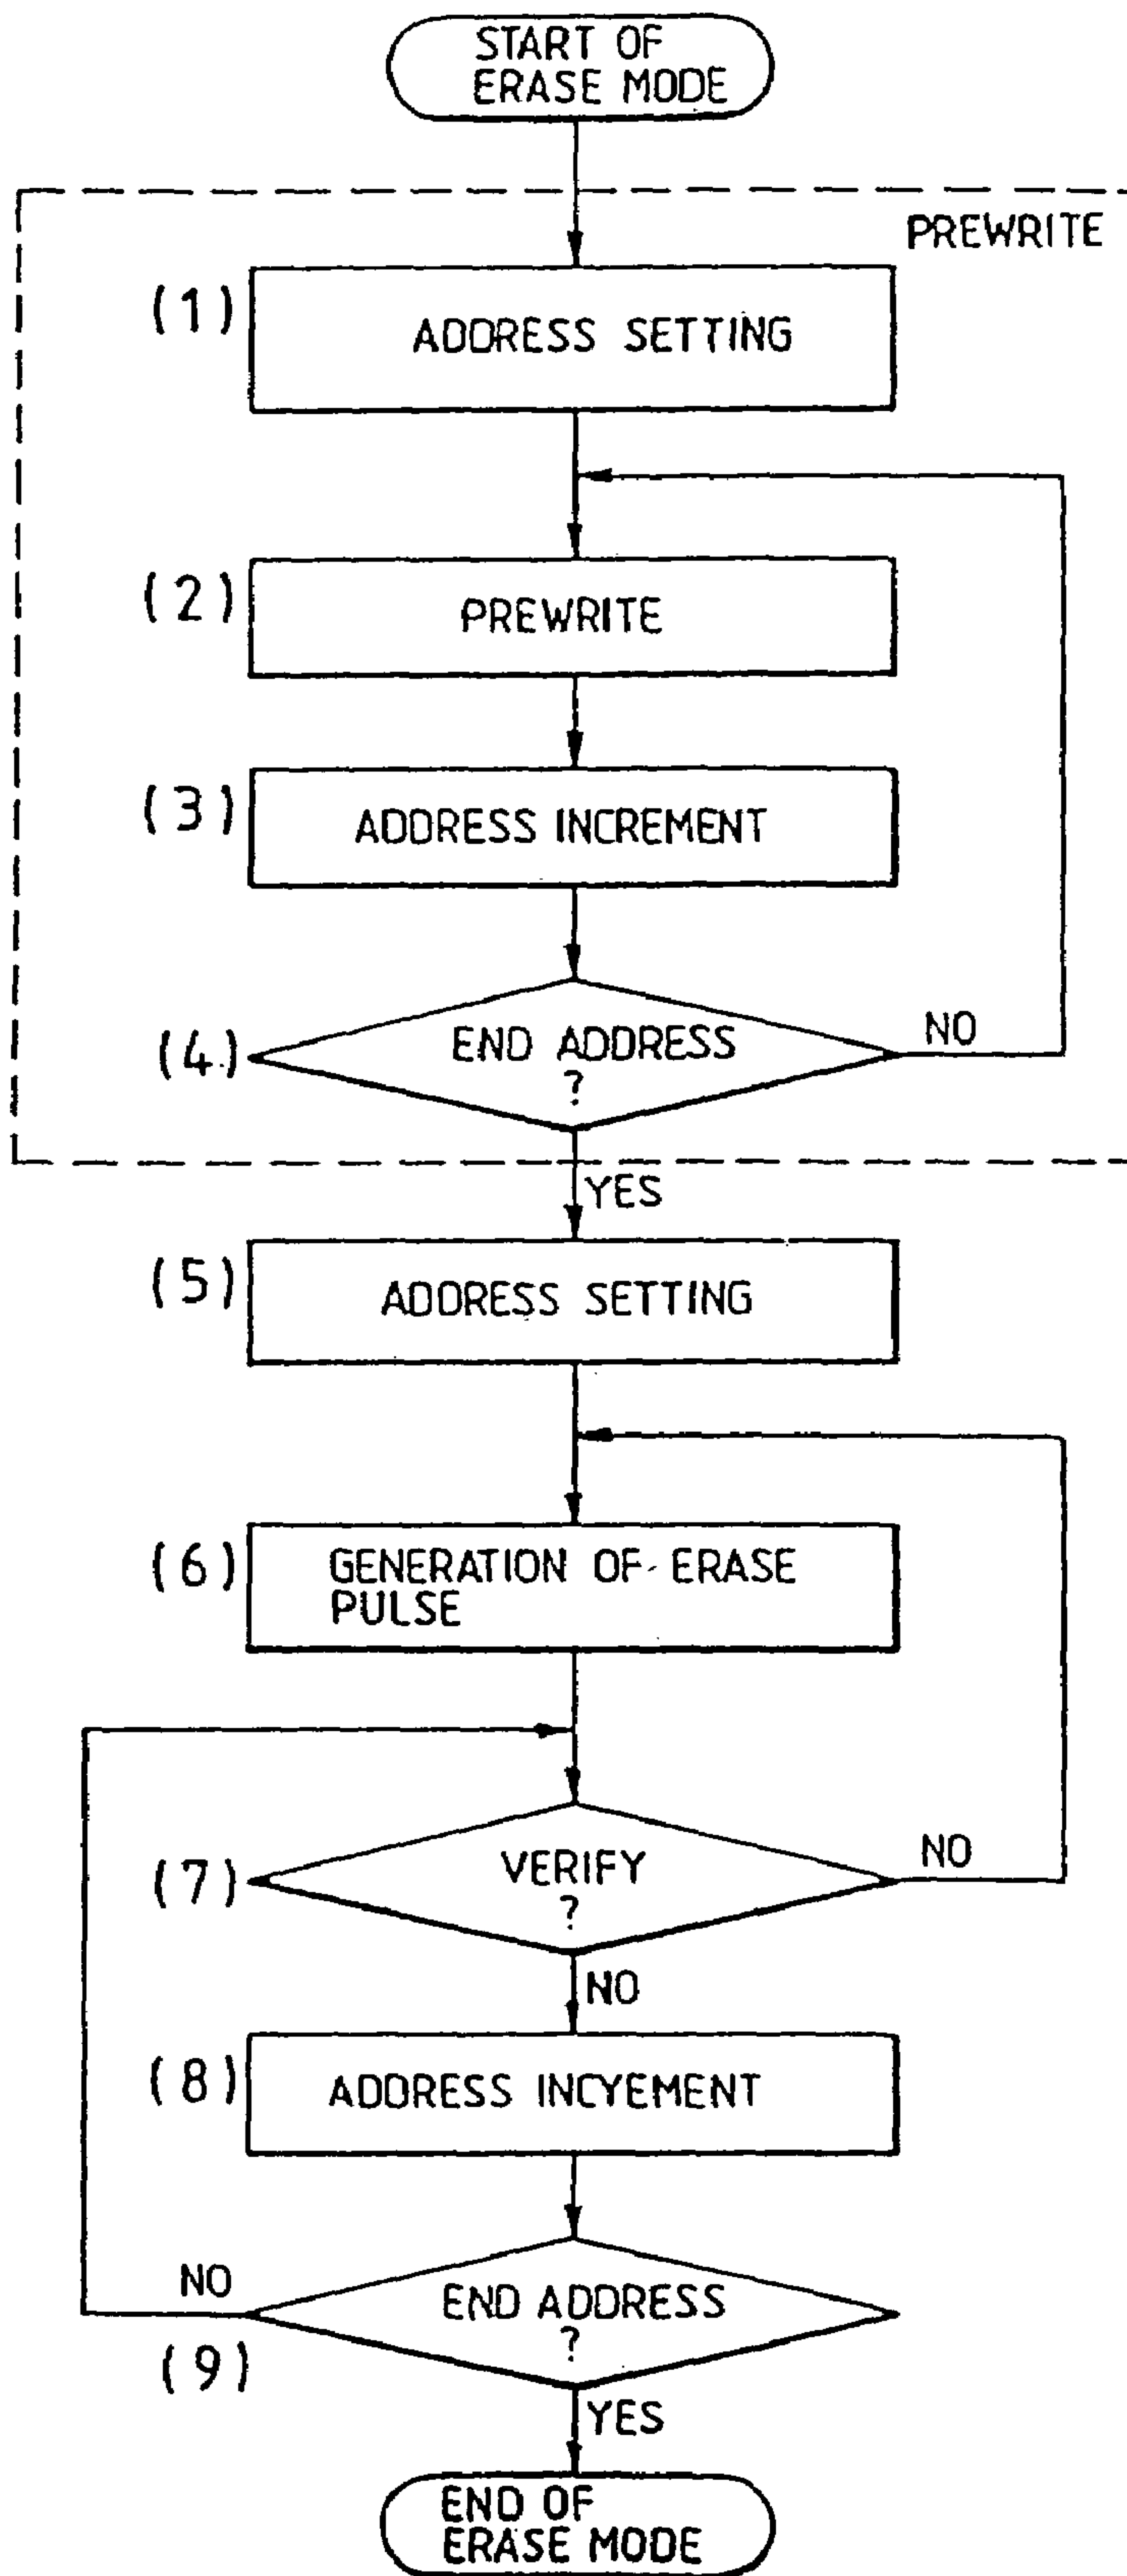 START OF
ERASE MODE
PREWRITE
(1)
ADDRESS SETTING
(2)
PREWRITE
(3)
ADDRESS INCREMENT
(4)
END ADDRESS
?
NO
YES
(5)
ADDRESS SETTING
(6)
GENERATION OF ERASE
PULSE
(7)
VERIFY
?
NO
NO
(8)
ADDRESS INCYEMENT
NO
END ADDRESS
?
(9)
YES
END OF
ERASE MODE